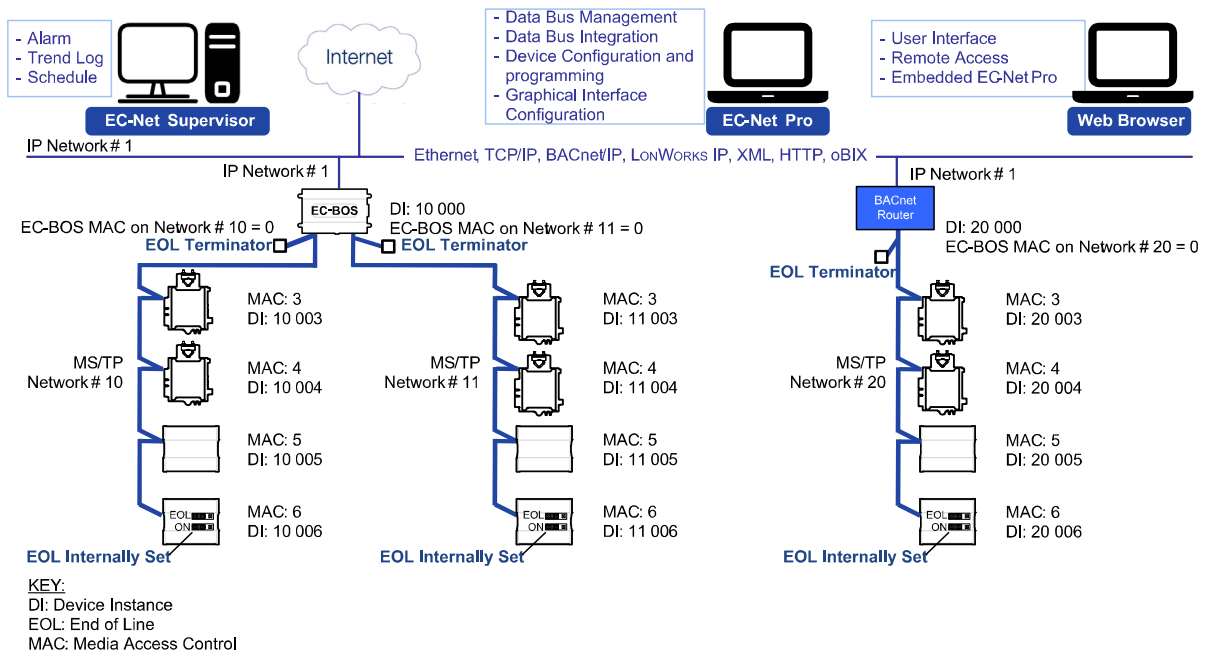 - Alarm
- Trend Log
- Schedule
EC-Net Supervisor
Internet
- Data Bus Management
- Data Bus Integration
- Device Configuration and
programming
- Graphical Interface
Configuration
EC-Net Pro
- User Interface
- Remote Access
- Embedded EC-Net Pro
Web Browser
IP Network # 1
Ethernet, TCP/IP, BACnet/IP, LONWORKS IP, XML, HTTP, oBIX
IP Network # 1
EC-BOS
DI: 10 000
EC-BOS MAC on Network # 10 = 0
EC-BOS MAC on Network # 11 = 0
EOL Terminator
EOL Terminator
IP Network # 1
BACnet
Router
DI: 20 000
EC-BOS MAC on Network # 20 = 0
EOL Terminator
MS/TP
Network # 10
MAC: 3
DI: 10 003
MAC: 4
DI: 10 004
MAC: 5
DI: 10 005
EOL
ON
MAC: 6
DI: 10 006
EOL Internally Set
MS/TP
Network # 11
MAC: 3
DI: 11 003
MAC: 4
DI: 11 004
MAC: 5
DI: 11 005
EOL
ON
MAC: 6
DI: 11 006
EOL Internally Set
MS/TP
Network # 20
MAC: 3
DI: 20 003
MAC: 4
DI: 20 004
MAC: 5
DI: 20 005
EOL
ON
MAC: 6
DI: 20 006
EOL Internally Set
KEY:
DI: Device Instance
EOL: End of Line
MAC: Media Access Control